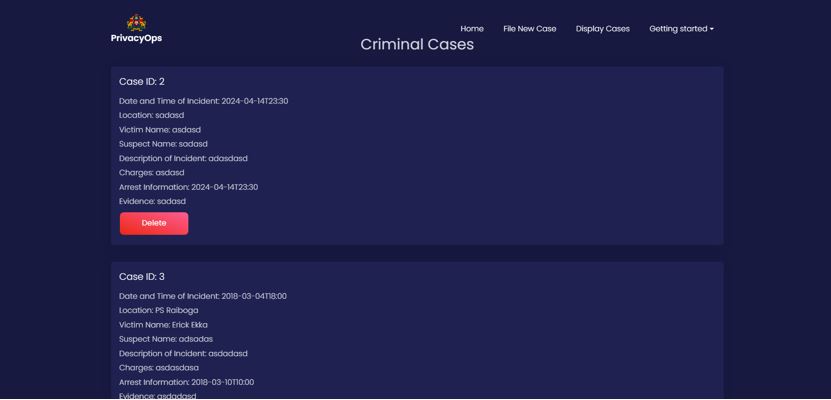 PrivacyOps
Home File New Case Display Cases Getting started
Criminal Cases
Case ID: 2
Date and Time of Incident: 2024-04-14T23:30
Location: sadasd
Victim Name: asdasd
Suspect Name: sadasd
Description of Incident: adasdasd
Charges: asdasd
Arrest Information: 2024-04-14T23:30
Evidence: sadasd
Delete
Case ID: 3
Date and Time of Incident: 2018-03-04T18:00
Location: PS Raiboga
Victim Name: Erick Ekka
Suspect Name: adsadas
Description of Incident: asdadasd
Charges: asdasdasa
Arrest Information: 2018-03-10T10:00
Evidence: asdadasd